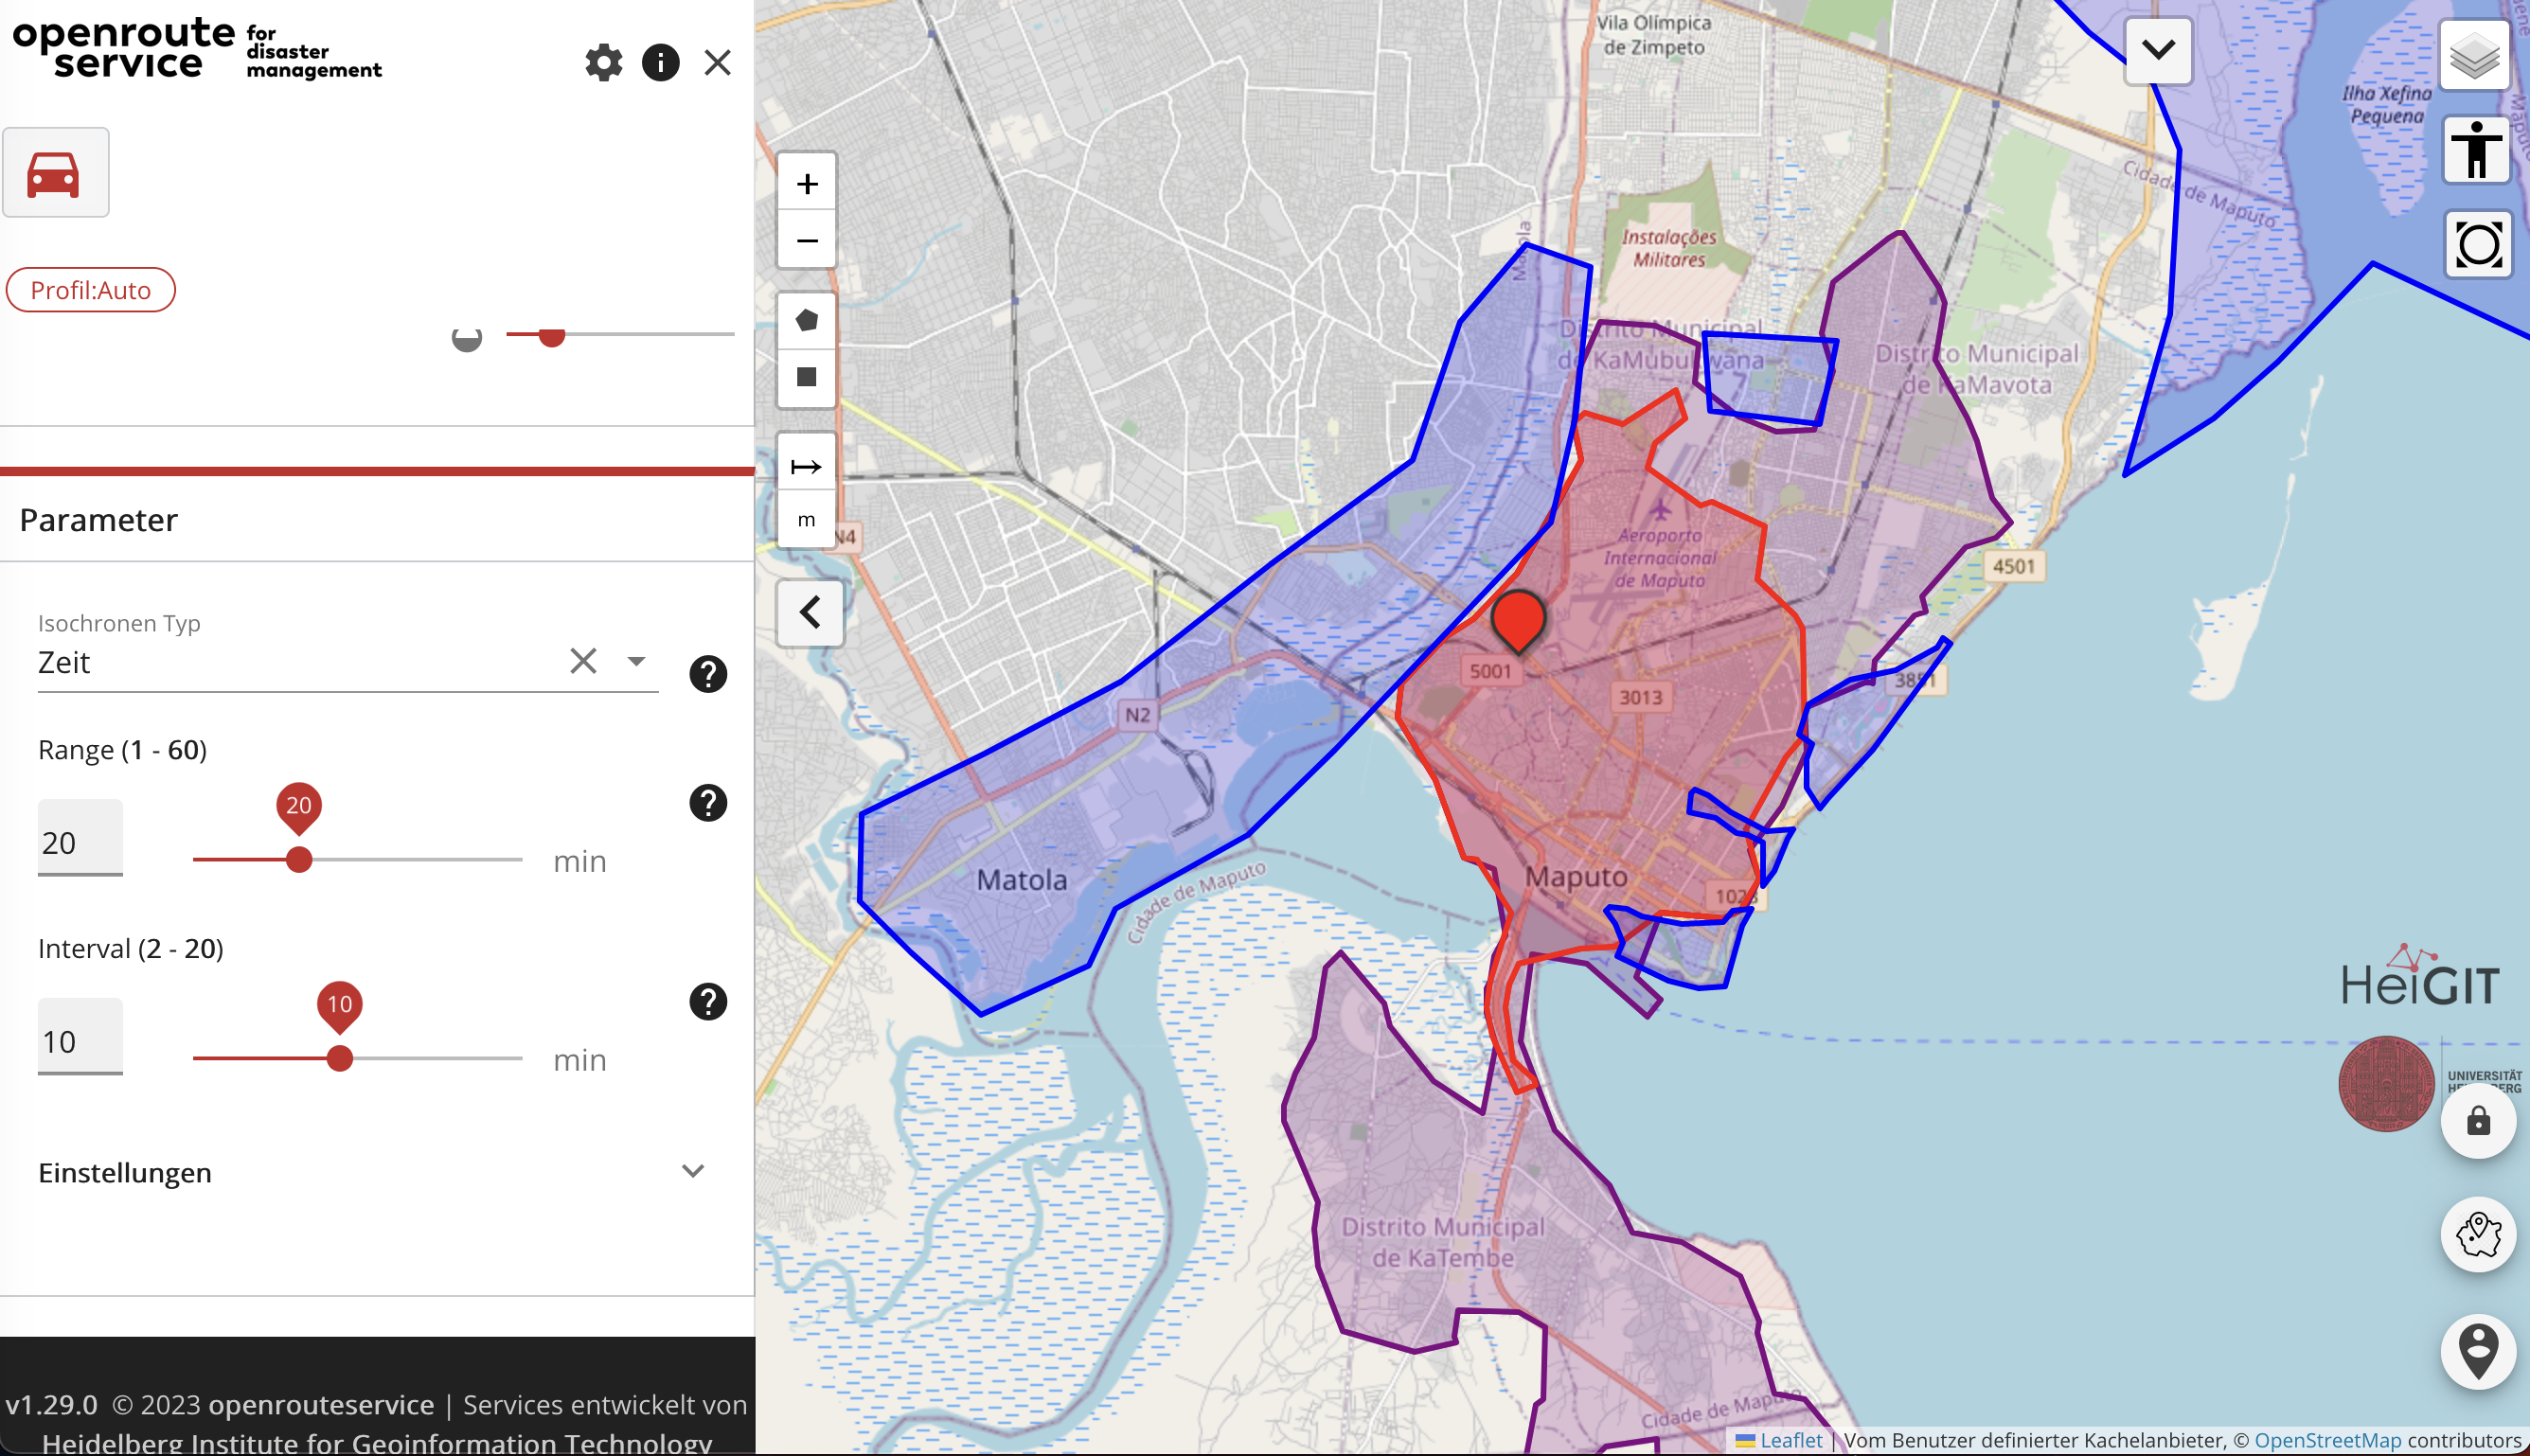 openroute
service
for
disaster
management
Profil:Auto
Parameter
Isochronen Typ
Zeit
Range (1 - 60)
20
20
min
Interval (2 - 20)
10
10
min
Einstellungen
v1.29.0 © 2023 openrouteservice | Services entwickelt von
Heidelberg Institute for Geoinformation Technology
+
−
m
Vila Olímpica
de Zimpeto
Ilha Xefina
Pequena
Cidade de Maputo
Matola
Instalações
Militares
Distrito Municipal
de KaMubukwana
Distrito Municipal
de KaMavota
N4
Aeroporto
Internacional
de Maputo
4501
5001
3013
N2
Matola
Maputo
Cidade de Maputo
HeiGIT
UNIVERSITÄT
Distrito Municipal
de KaTembe
Cidade de Maputo
Leaflet | Vom Benutzer definierter Kachelanbieter, © OpenStreetMap contributors